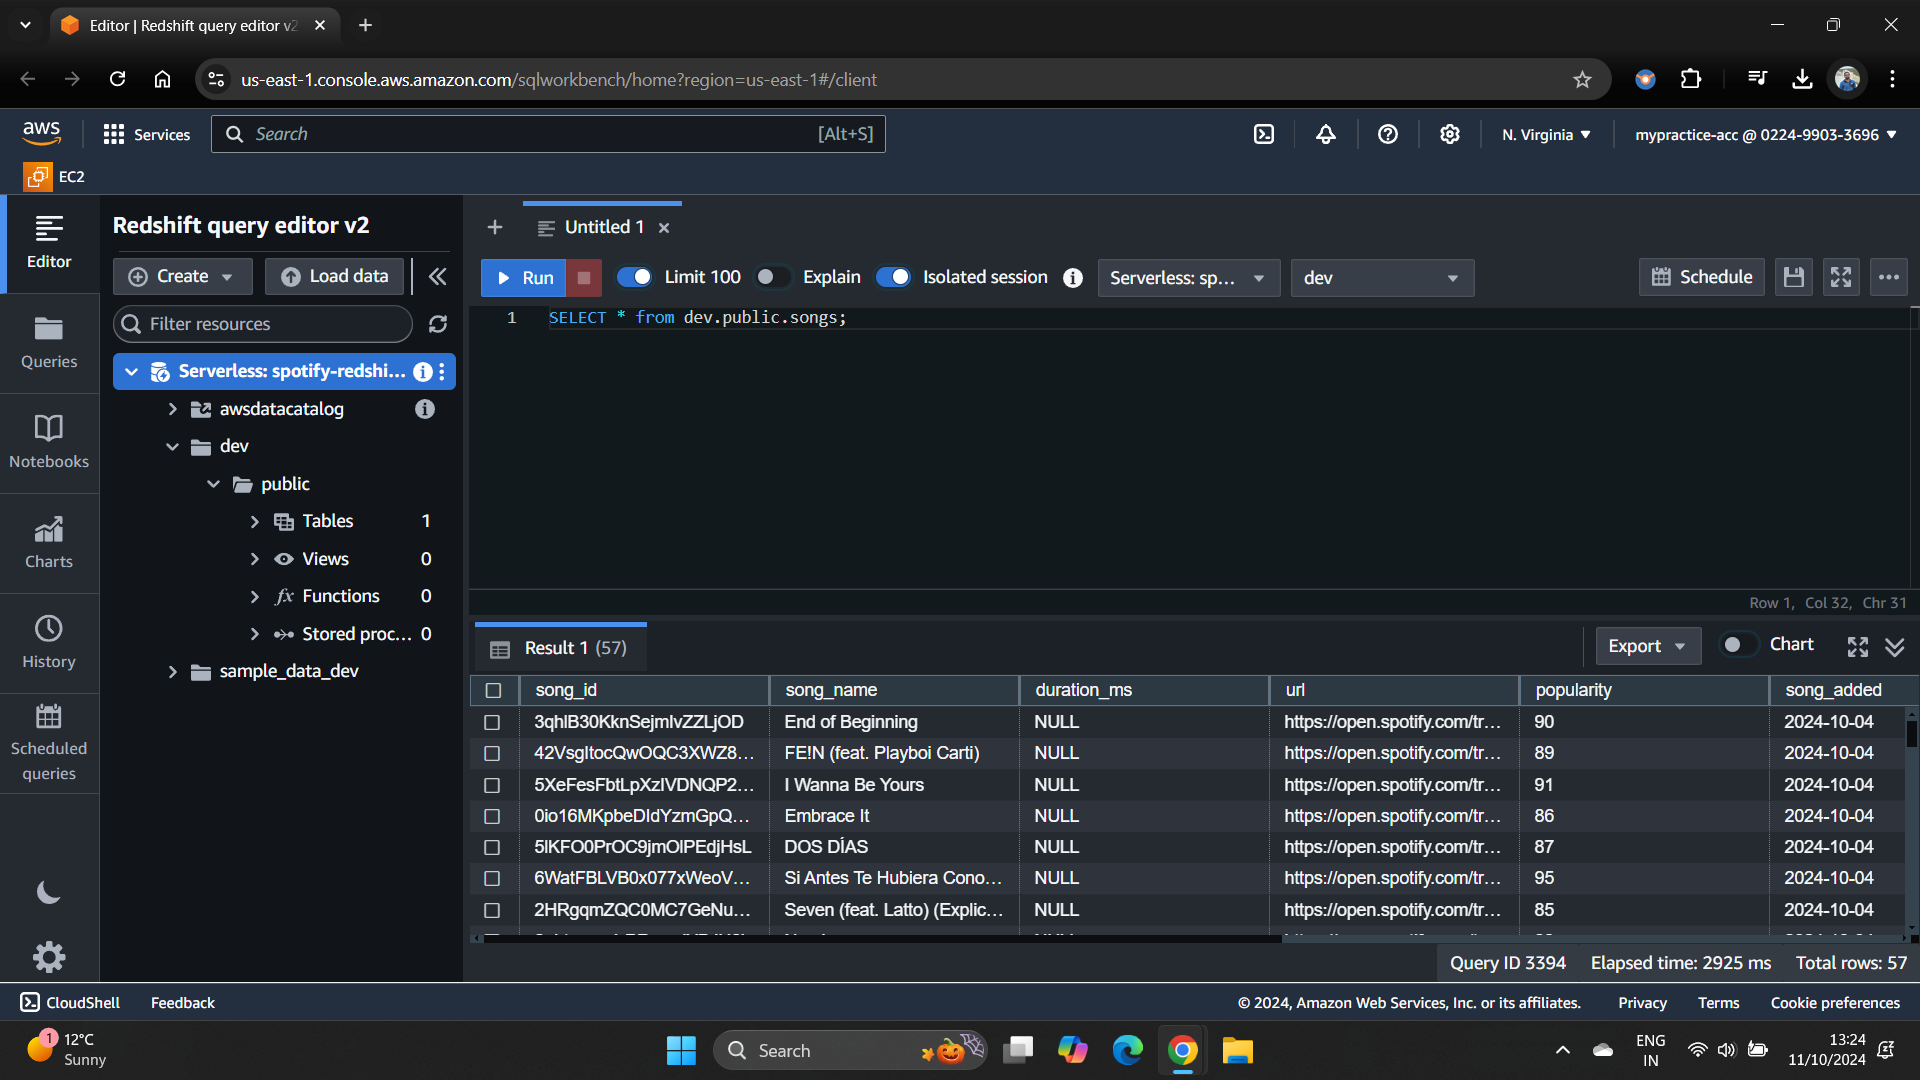 Editor | Redshift query editor v2
us-east-1.console.aws.amazon.com/sqlworkbench/home?region=us-east-1#/client
aws
Services
Search
[Alt+S]
N. Virginia
mypractice-acc @ 0224-9903-3696
EC2
Editor
Queries
Notebooks
Charts
History
Scheduled
queries
Redshift query editor v2
Create
Load data
Filter resources
Serverless: spotify-redshi...
awsdatacatalog
dev
public
Tables 1
Views 0
fx Functions 0
Stored proc... 0
sample_data_dev
Untitled 1
Run
Limit 100
Explain
Isolated session
Serverless: sp...
dev
Schedule
1 SELECT * from dev.public.songs;
Row 1, Col 32, Chr 31
Result 1 (57)
Export
Chart
song_id song_name duration_ms url popularity song_added
3qhlB30KknSejmlvZZLjOD End of Beginning NULL https://open.spotify.com/tr... 90 2024-10-04
42VsgItocQwOQC3XWZ8... FE!N (feat. Playboi Carti) NULL https://open.spotify.com/tr... 89 2024-10-04
5XeFesFbtLpXzIVDNQP2... I Wanna Be Yours NULL https://open.spotify.com/tr... 91 2024-10-04
0io16MKpbeDIdYzmGpQ... Embrace It NULL https://open.spotify.com/tr... 86 2024-10-04
5IKFO0PrOC9jmOIPEdjHsL DOS DÍAS NULL https://open.spotify.com/tr... 87 2024-10-04
6WatFBLVB0x077xWeoV... Si Antes Te Hubiera Cono... NULL https://open.spotify.com/tr... 95 2024-10-04
2HRgqmZQC0MC7GeNu... Seven (feat. Latto) (Explic... NULL https://open.spotify.com/tr... 85 2024-10-04
Query ID 3394 Elapsed time: 2925 ms Total rows: 57
CloudShell
Feedback
© 2024, Amazon Web Services, Inc. or its affiliates.
Privacy
Terms
Cookie preferences
1
12°C
Sunny
Search
ENG
IN
13:24
11/10/2024